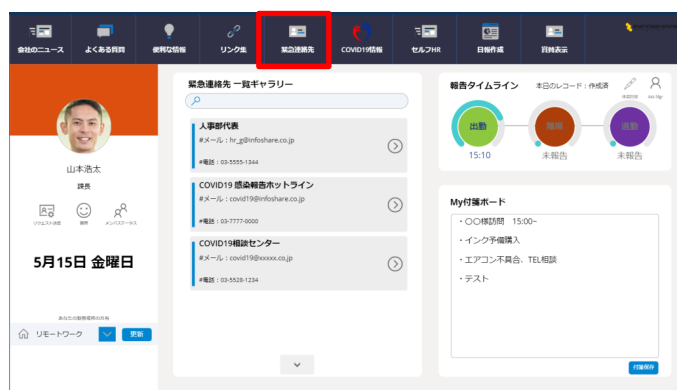 会社のニュース
よくある質問
便利な情報
リンク集
緊急連絡先
COVID19情報
セルフHR
日報作成
山本浩太
課長
5月15日 金曜日
リモートワーク
更新
緊急連絡先 一覧ギャラリー
人事部代表
#メール : hr_g@infoshare.co.jp
#電話 : 03-5555-1344
COVID19 感染報告ホットライン
#メール : covid19@infoshare.co.jp
#電話 : 03-7777-0000
COVID19相談センター
#メール : covid19@xxxxx.co.jp
#電話 : 03-5528-1234
報告タイムライン
本日のレコード : 作成済
出勤
退勤
15:10
未報告
未報告
My付箋ボード
・〇〇様訪問　15:00~
・インク予備購入
・エアコン不具合、TEL相談
・テスト
付箋保存